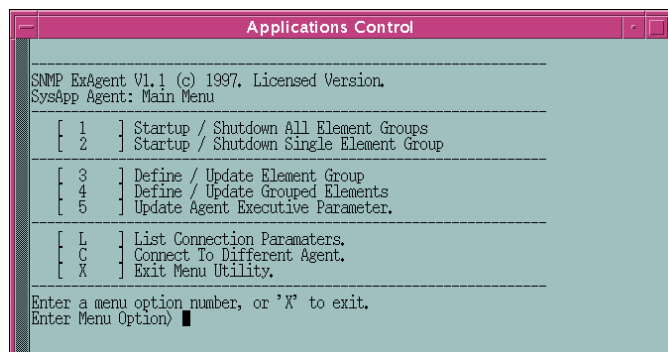 Applications Control
SNMP ExAgent V1.1 (c) 1997. Licensed Version.
SysApp Agent: Main Menu
[ 1 ] Startup / Shutdown All Element Groups
[ 2 ] Startup / Shutdown Single Element Group
[ 3 ] Define / Update Element Group
[ 4 ] Define / Update Grouped Elements
[ 5 ] Update Agent Executive Parameter.
[ L ] List Connection Paramaters.
[ C ] Connect To Different Agent.
[ X ] Exit Menu Utility.
Enter a menu option number, or 'X' to exit.
Enter Menu Option>